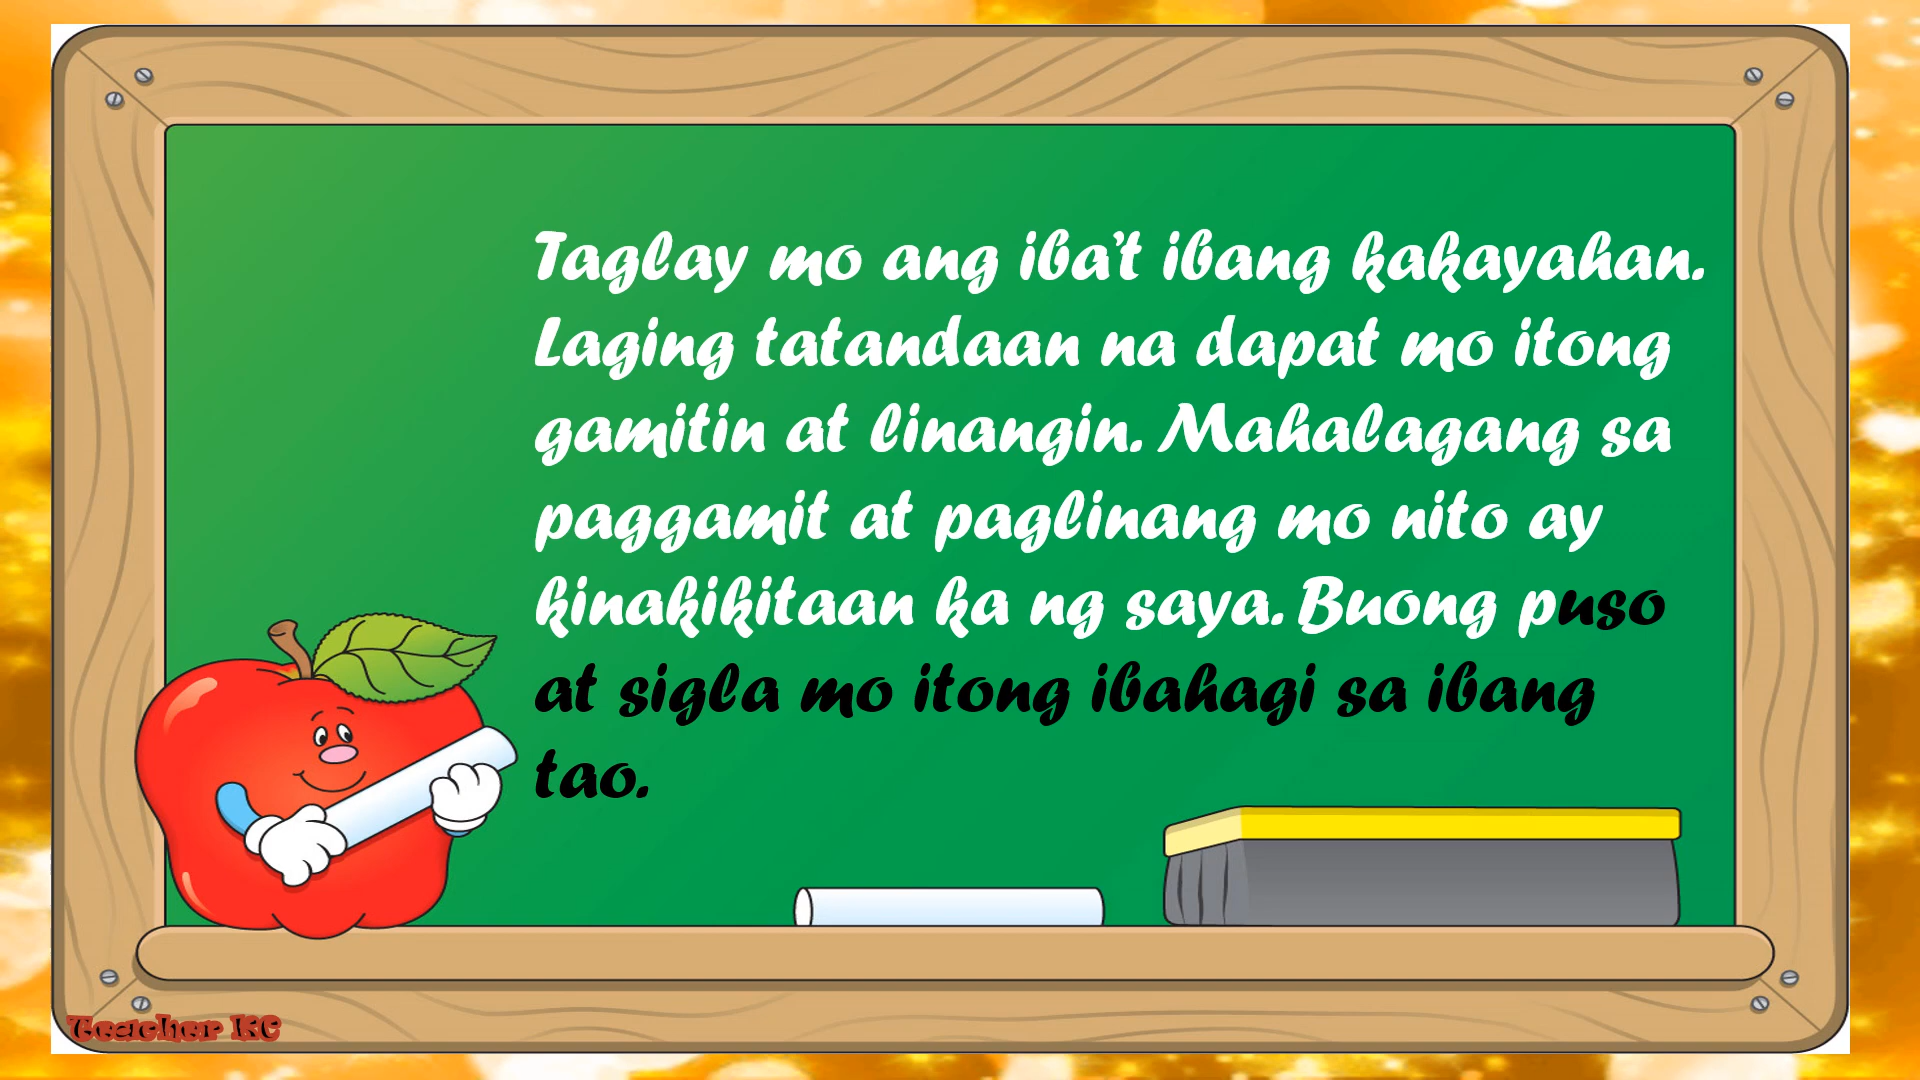 Taglay mo ang iba't ibang kakayahan.
Laging tatandaan na dapat mo itong
gamitin at linangin. Mahalagang sa
paggamit at paglinang mo nito ay
kinakikitaan ka ng saya. Buong puso
at sigla mo itong ibahagi sa ibang
tao.
Teacher KC